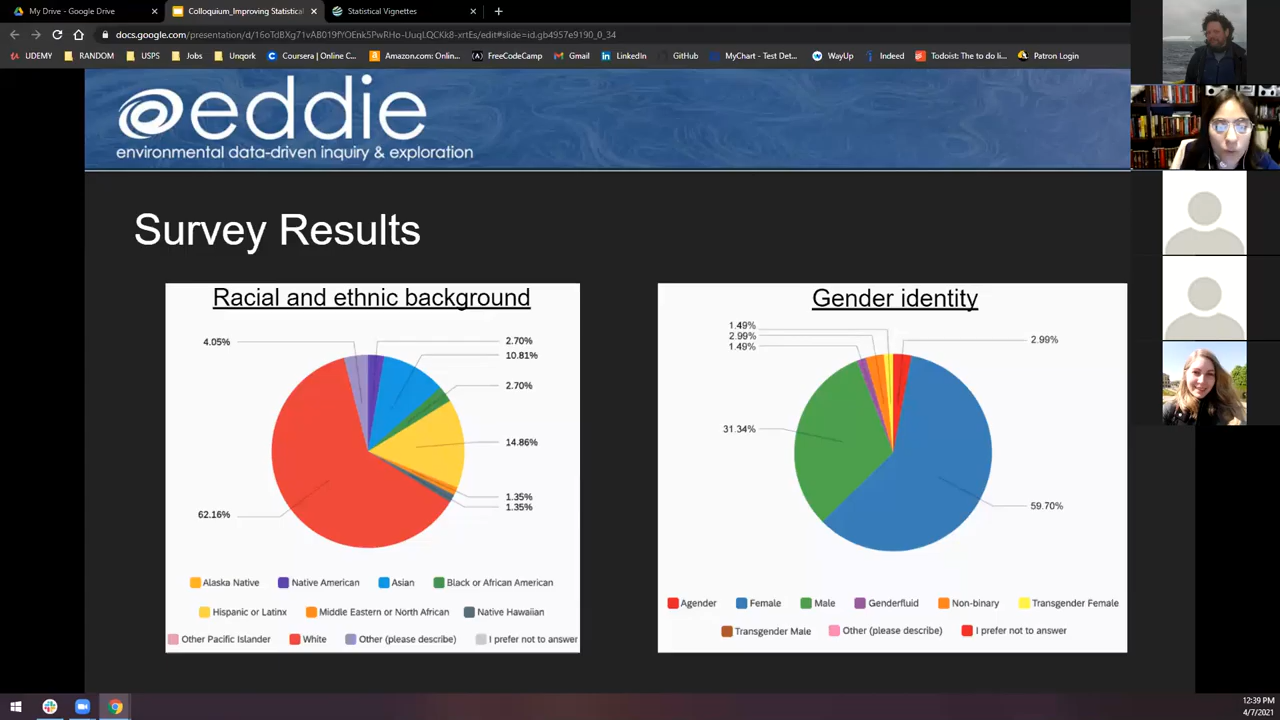 My Drive - Google Drive
Colloquium_Improving Statistical
Statistical Vignettes
docs.google.com/presentation/d/
UDEMY
RANDOM
USPS
Jobs
Unqork
Coursera | Online C...
Amazon.com: Onlin...
FreeCodeCamp
Gmail
LinkedIn
GitHub
MyChart - Test Det...
WayUp
Indeed
Todoist: The to do li...
Patron Login
eddie
environmental data-driven inquiry & exploration
Survey Results
Racial and ethnic background
4.05%
2.70%
10.81%
2.70%
14.86%
1.35%
1.35%
62.16%
Alaska Native
Native American
Asian
Black or African American
Hispanic or Latinx
Middle Eastern or North African
Native Hawaiian
Other Pacific Islander
White
Other (please describe)
I prefer not to answer
Gender identity
1.49%
2.99%
1.49%
2.99%
31.34%
59.70%
Agender
Female
Male
Genderfluid
Non-binary
Transgender Female
Transgender Male
Other (please describe)
I prefer not to answer
12:39 PM
4/7/2021